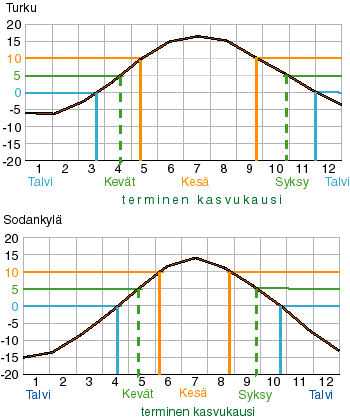 Turku
20
15
10
5
0
-5
-10
-15
-20
1 2 3 4 5 6 7 8 9 10 11 12
Talvi Kevät Kesä Syksy Talvi
terminen kasvukausi
Sodankylä
20
15
10
5
0
-5
-10
-15
-20
1 2 3 4 5 6 7 8 9 10 11 12
Talvi Kevät Kesä Syksy Talvi
terminen kasvukausi